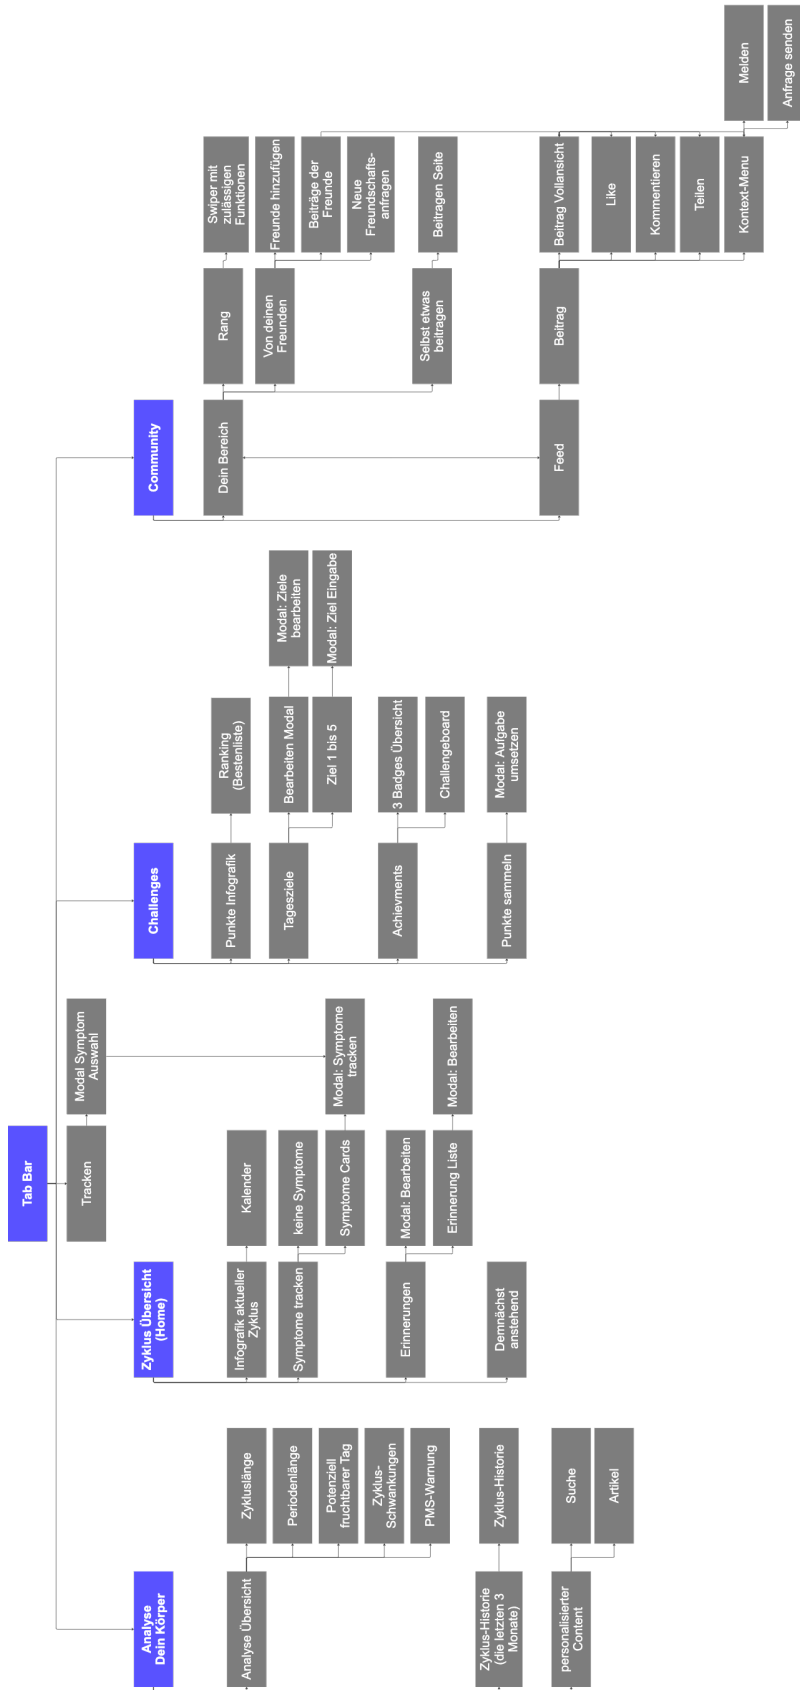 Tab Bar
Tracken
Modal Symptom
Auswahl
Analyse
Dein Körper
Analyse Übersicht
Zykluslänge
Periodenlänge
Potenziell
fruchtbarer Tag
Zyklus-
Schwankungen
PMS-Warnung
Zyklus-Historie
(die letzten 3
Monate)
Zyklus-Historie
personalisierter
Content
Suche
Artikel
Zyklus Übersicht
(Home)
Infografik aktueller
Zyklus
Kalender
Symptome tracken
keine Symptome
Symptome Cards
Modal: Symptome
tracken
Erinnerungen
Modal: Bearbeiten
Erinnerung Liste
Modal: Bearbeiten
Demnächst
anstehend
Challenges
Punkte Infografik
Ranking
(Bestenliste)
Tagesziele
Bearbeiten Modal
Modal: Ziele
bearbeiten
Ziel 1 bis 5
Modal: Ziel Eingabe
Achievments
3 Badges Übersicht
Challengeboard
Punkte sammeln
Modal: Aufgabe
umsetzen
Community
Dein Bereich
Rang
Swiper mit
zulässigen
Funktionen
Von deinen
Freunden
Freunde hinzufügen
Beiträge der
Freunde
Neue
Freundschafts-
anfragen
Selbst etwas
beitragen
Beitragen Seite
Feed
Beitrag
Beitrag Vollansicht
Like
Kommentieren
Teilen
Kontext-Menu
Melden
Anfrage senden